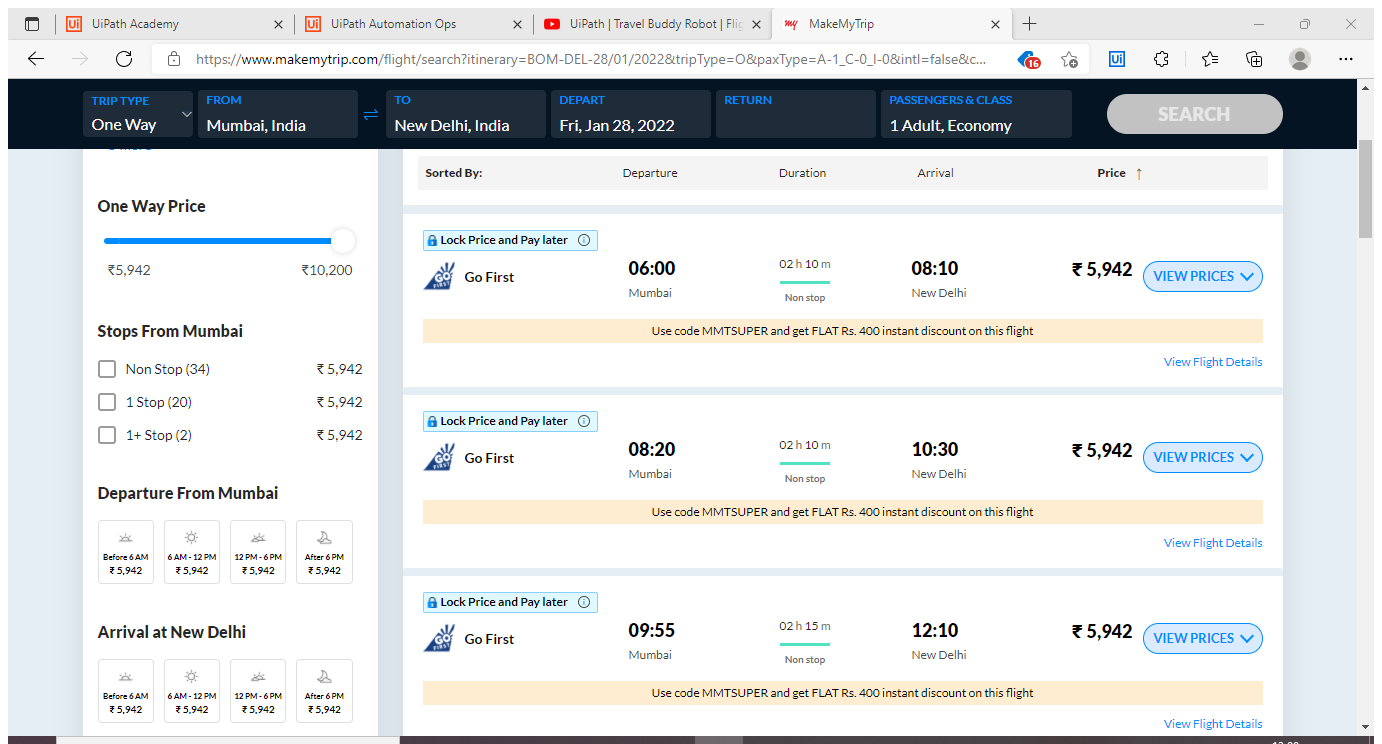 UiPath Academy
UiPath Automation Ops
UiPath | Travel Buddy Robot | Flig
my MakeMyTrip
https://www.makemytrip.com/flight/search?itinerary=BOM-DEL-28/01/2022&tripType=O&paxType=A-1_C-0_I-0&intl=false&c...
16
Ui
TRIP TYPE
One Way
FROM
Mumbai, India
TO
New Delhi, India
DEPART
Fri, Jan 28, 2022
RETURN
PASSENGERS & CLASS
1 Adult, Economy
SEARCH
One Way Price
₹5,942 ₹10,200
Stops From Mumbai
Non Stop (34) ₹ 5,942
1 Stop (20) ₹ 5,942
1+ Stop (2) ₹ 5,942
Departure From Mumbai
Before 6 AM 6 AM - 12 PM 12 PM - 6 PM After 6 PM
₹ 5,942 ₹ 5,942 ₹ 5,942 ₹ 5,942
Arrival at New Delhi
Before 6 AM 6 AM - 12 PM 12 PM - 6 PM After 6 PM
₹ 5,942 ₹ 5,942 ₹ 5,942 ₹ 5,942
Sorted By: Departure Duration Arrival Price ↑
Lock Price and Pay later
GO FIRST
Go First
06:00
Mumbai
02 h 10 m
Non stop
08:10
New Delhi
₹ 5,942
VIEW PRICES
Use code MMTSUPER and get FLAT Rs. 400 instant discount on this flight
View Flight Details
Lock Price and Pay later
GO FIRST
Go First
08:20
Mumbai
02 h 10 m
Non stop
10:30
New Delhi
₹ 5,942
VIEW PRICES
Use code MMTSUPER and get FLAT Rs. 400 instant discount on this flight
View Flight Details
Lock Price and Pay later
GO FIRST
Go First
09:55
Mumbai
02 h 15 m
Non stop
12:10
New Delhi
₹ 5,942
VIEW PRICES
Use code MMTSUPER and get FLAT Rs. 400 instant discount on this flight
View Flight Details